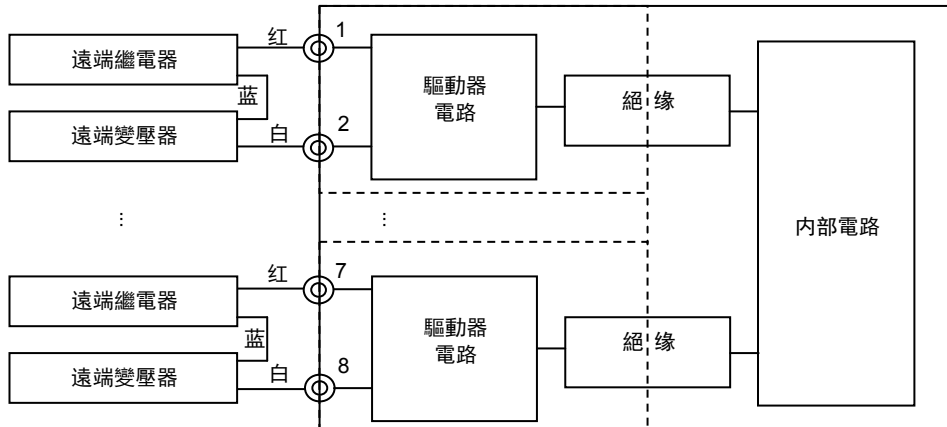 红
1
遠端繼電器
蓝
遠端變壓器
白
2
驅動器
電路
絕缘
⋮
⋮
内部電路
红
7
遠端繼電器
蓝
遠端變壓器
白
8
驅動器
電路
絕缘